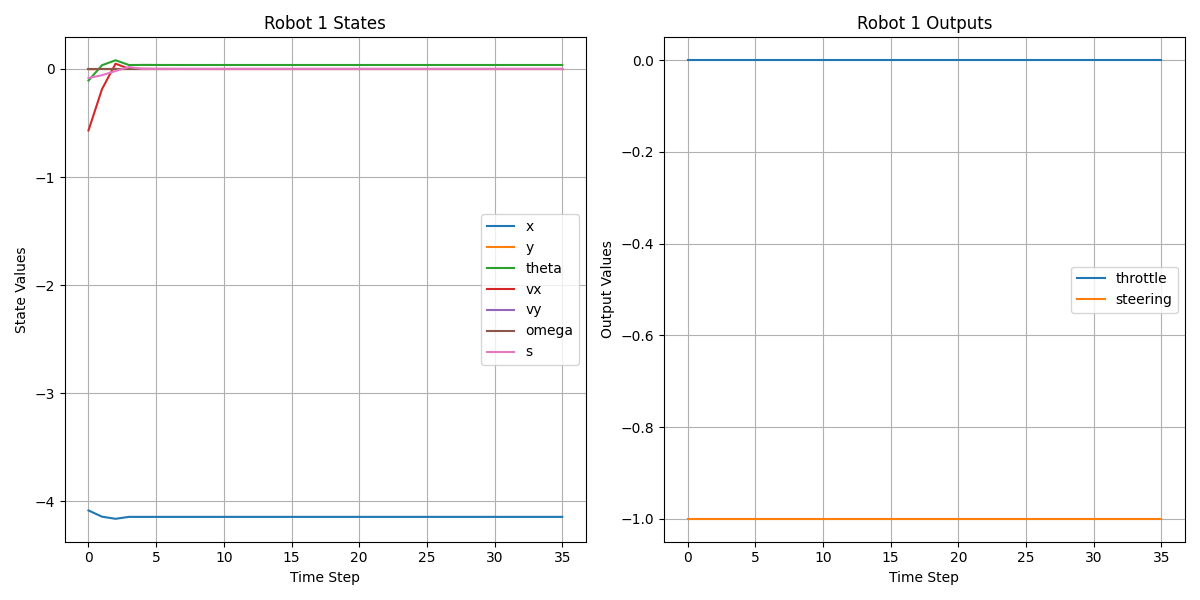 Robot 1 States
State Values
0
−1
−2
−3
−4
x
y
theta
vx
vy
omega
s
0 5 10 15 20 25 30 35
Time Step
Robot 1 Outputs
Output Values
0.0
−0.2
−0.4
−0.6
−0.8
−1.0
throttle
steering
0 5 10 15 20 25 30 35
Time Step